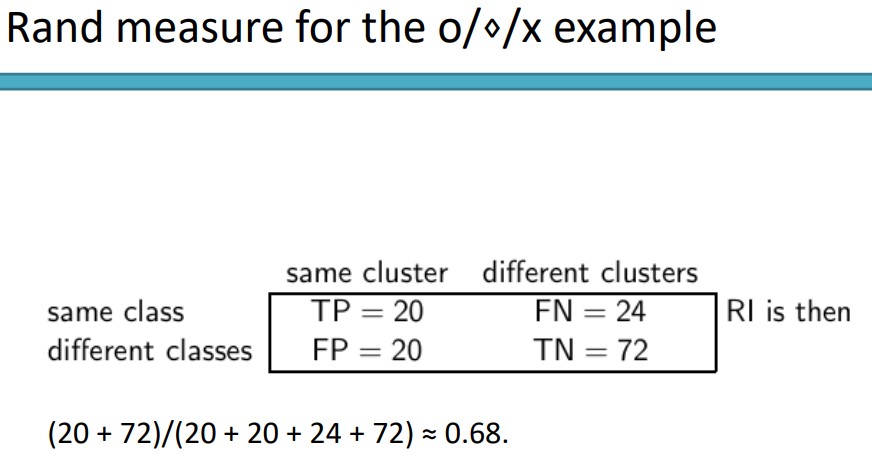 Rand measure for the o/⋄/x example
same cluster different clusters
same class TP = 20 FN = 24 RI is then
different classes FP = 20 TN = 72
(20 + 72)/(20 + 20 + 24 + 72) ≈ 0.68.